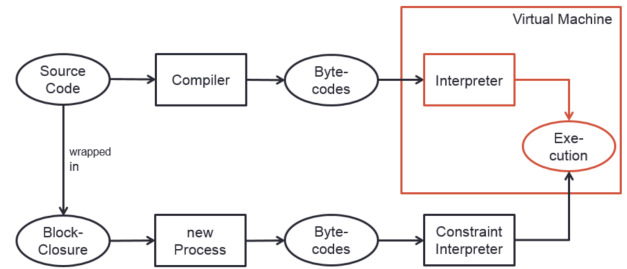 Virtual Machine
Source
Code
Compiler
Byte-
codes
Interpreter
Exe-
cution
wrapped
in
Block-
Closure
new
Process
Byte-
codes
Constraint
Interpreter